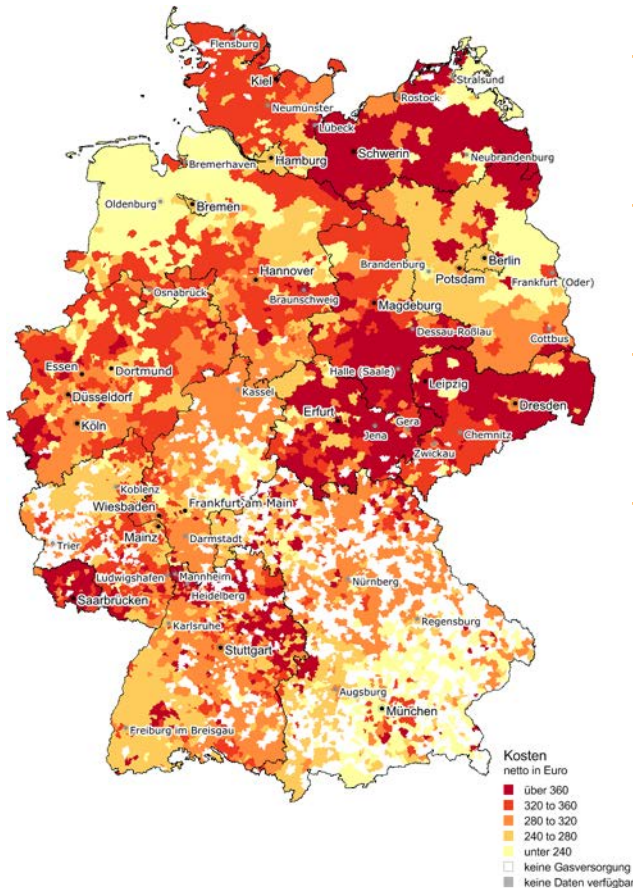 Flensburg
Kiel
Stralsund
Rostock
Neumünster
Lübeck
Schwerin
Hamburg
Neubrandenburg
Bremerhaven
Oldenburg
Bremen
Berlin
Brandenburg
Potsdam
Hannover
Frankfurt (Oder)
Osnabrück
Braunschweig
Magdeburg
Dessau-Roßlau
Cottbus
Essen
Dortmund
Halle (Saale)
Leipzig
Düsseldorf
Kassel
Dresden
Köln
Erfurt
Gera
Jena
Chemnitz
Zwickau
Koblenz
Frankfurt am Main
Wiesbaden
Mainz
Trier
Darmstadt
Ludwigshafen
Mannheim
Nürnberg
Saarbrücken
Heidelberg
Regensburg
Karlsruhe
Stuttgart
Augsburg
München
Freiburg im Breisgau
Kosten
netto in Euro
über 360
320 to 360
280 to 320
240 to 280
unter 240
keine Gasversorgung
keine Daten verfügbar